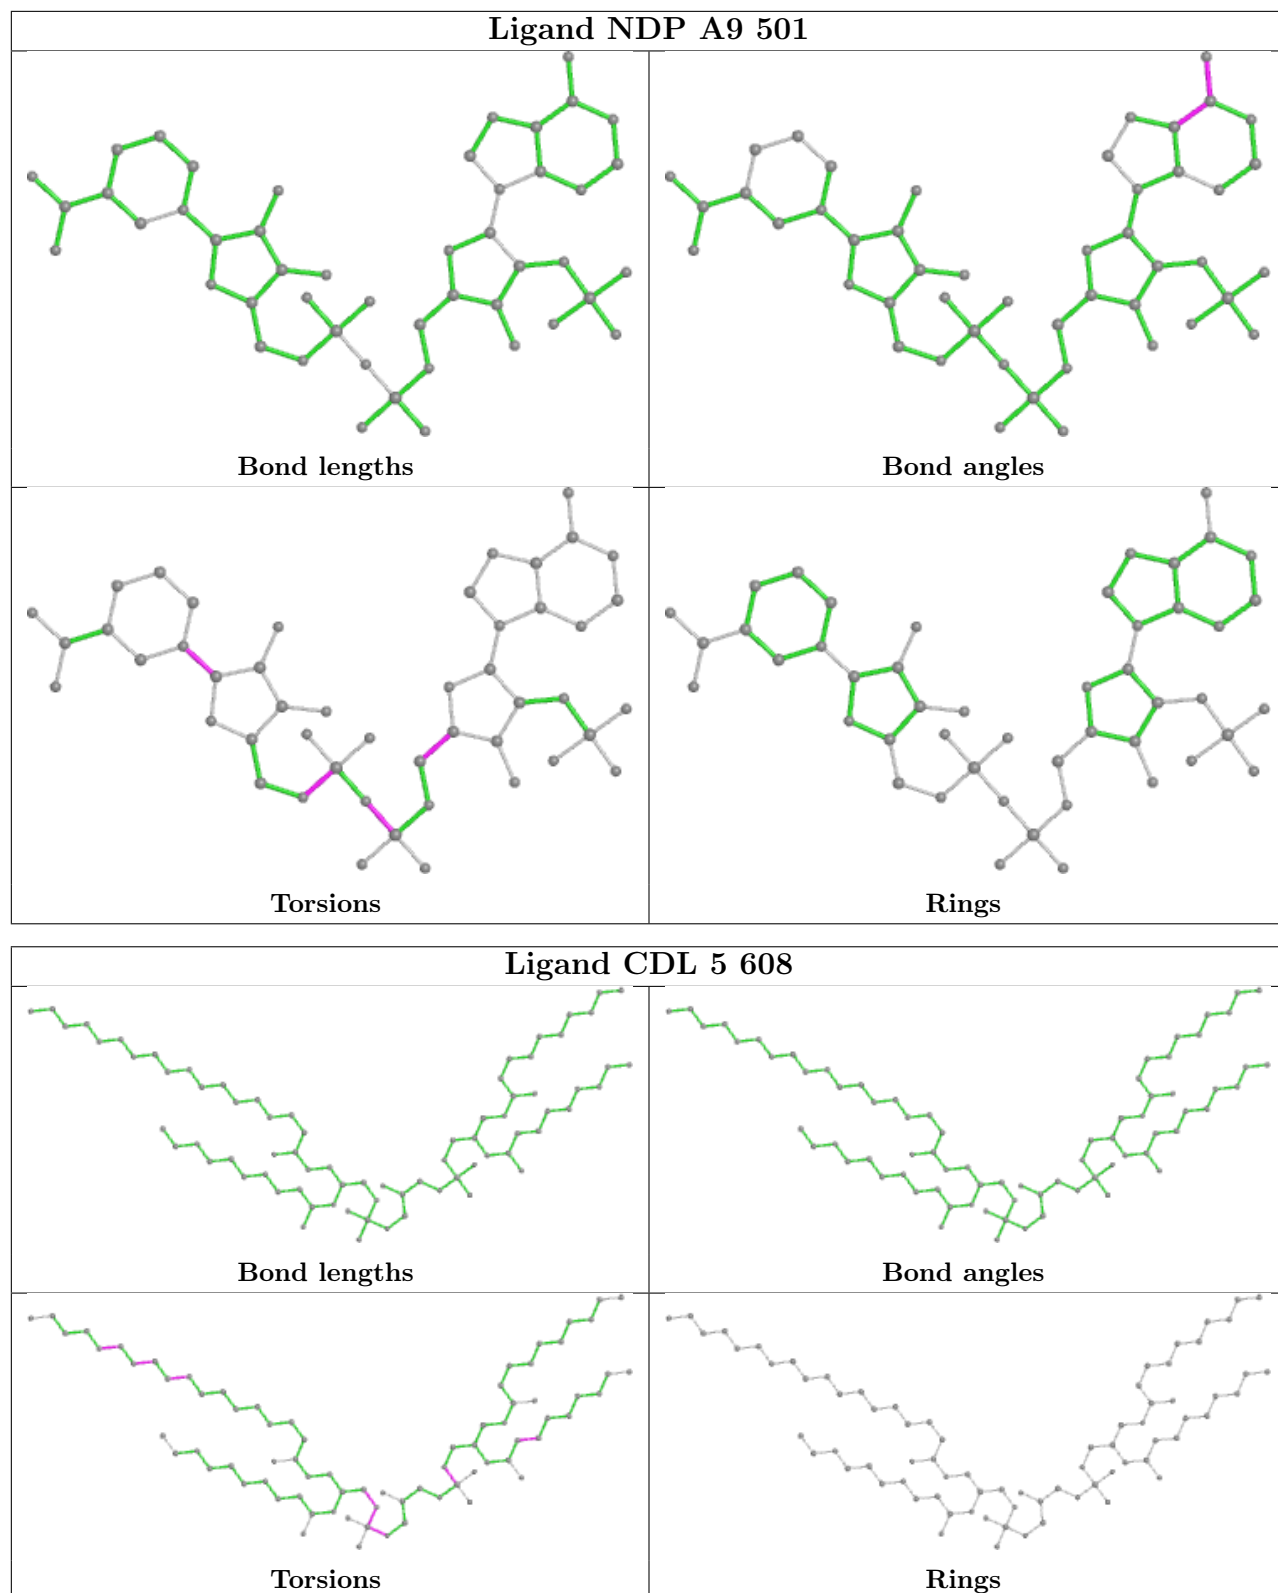 Ligand NDP A9 501
Bond lengths
Bond angles
Torsions
Rings
Ligand CDL 5 608
Bond lengths
Bond angles
Torsions
Rings